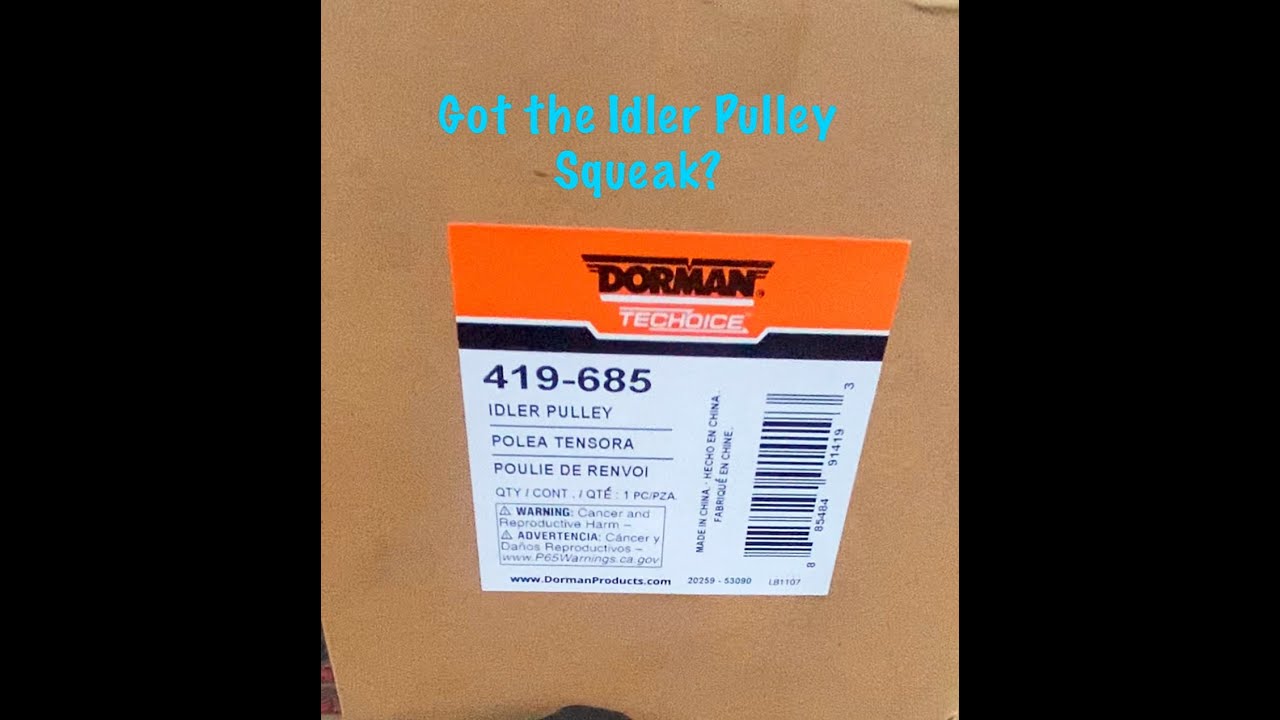 Got the Idler Pulley
Squeak?
DORMAN®
TECHOICE™
419-685
IDLER PULLEY
POLEA TENSORA
POULIE DE RENVOI
QTY / CONT. / QTÉ : 1 PC/PZA
⚠ WARNING: Cancer and
Reproductive Harm –
⚠ ADVERTENCIA: Cáncer y
Daños Reproductivos –
www.P65Warnings.ca.gov
www.DormanProducts.com
20259 - 53090
LB1107
MADE IN CHINA. · HECHO EN CHINA.
FABRIQUÉ EN CHINE.
8 85484 91419 3